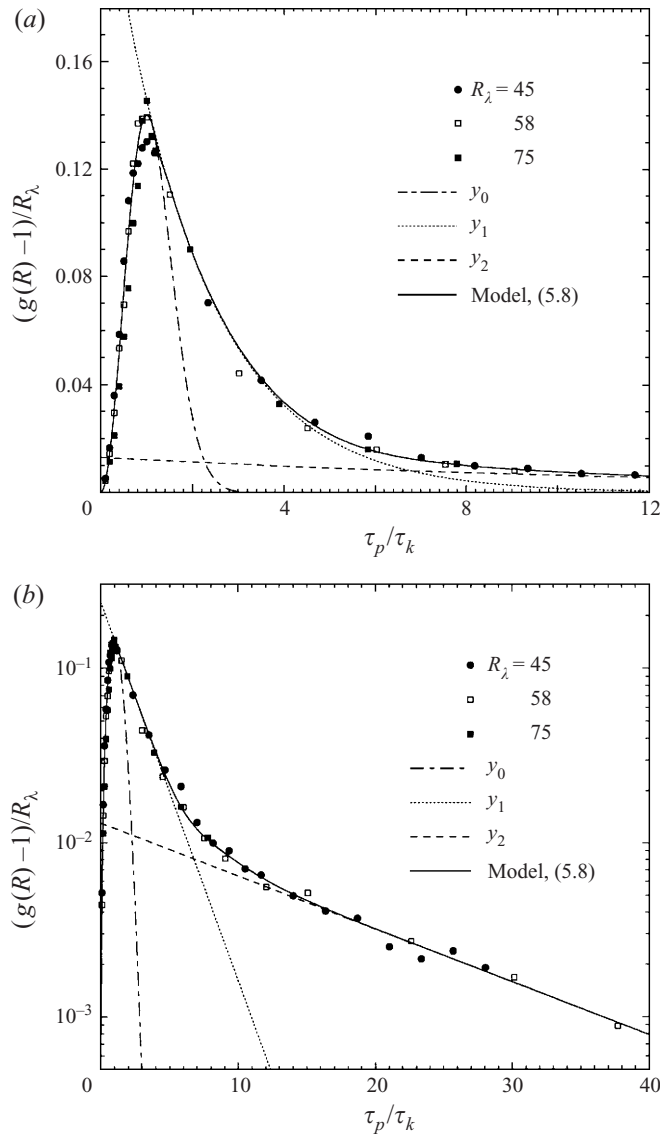 (a)
0.16
0.12
0.08
0.04
0
4
8
12
(g(R) −1)/R_λ
τ_p/τ_k
R_λ = 45
58
75
y_0
y_1
y_2
Model, (5.8)
(b)
10^{−1}
10^{−2}
10^{−3}
0
10
20
30
40
(g(R) −1)/R_λ
τ_p/τ_k
R_λ = 45
58
75
y_0
y_1
y_2
Model, (5.8)